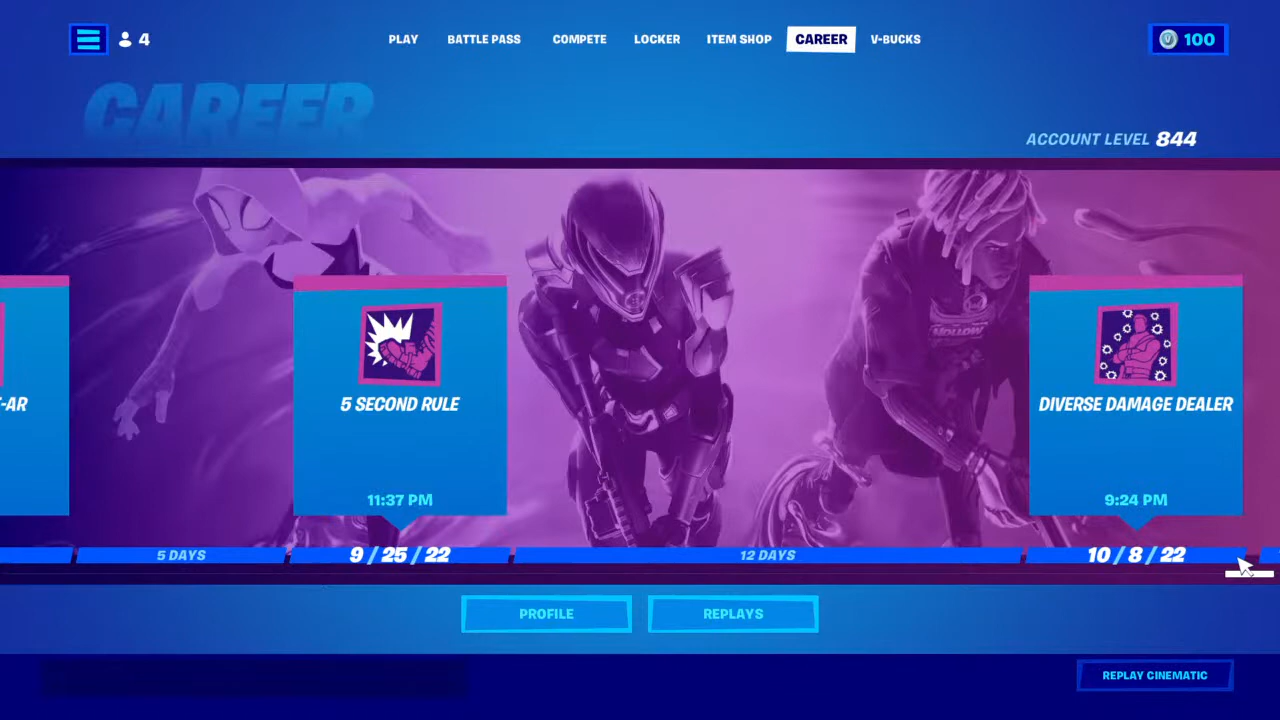 4
PLAY
BATTLE PASS
COMPETE
LOCKER
ITEM SHOP
CAREER
V-BUCKS
100
CAREER
ACCOUNT LEVEL 844
-AR
5 SECOND RULE
11:37 PM
HOLLOW
DIVERSE DAMAGE DEALER
9:24 PM
5 DAYS
9 / 25 / 22
12 DAYS
10 / 8 / 22
PROFILE
REPLAYS
REPLAY CINEMATIC